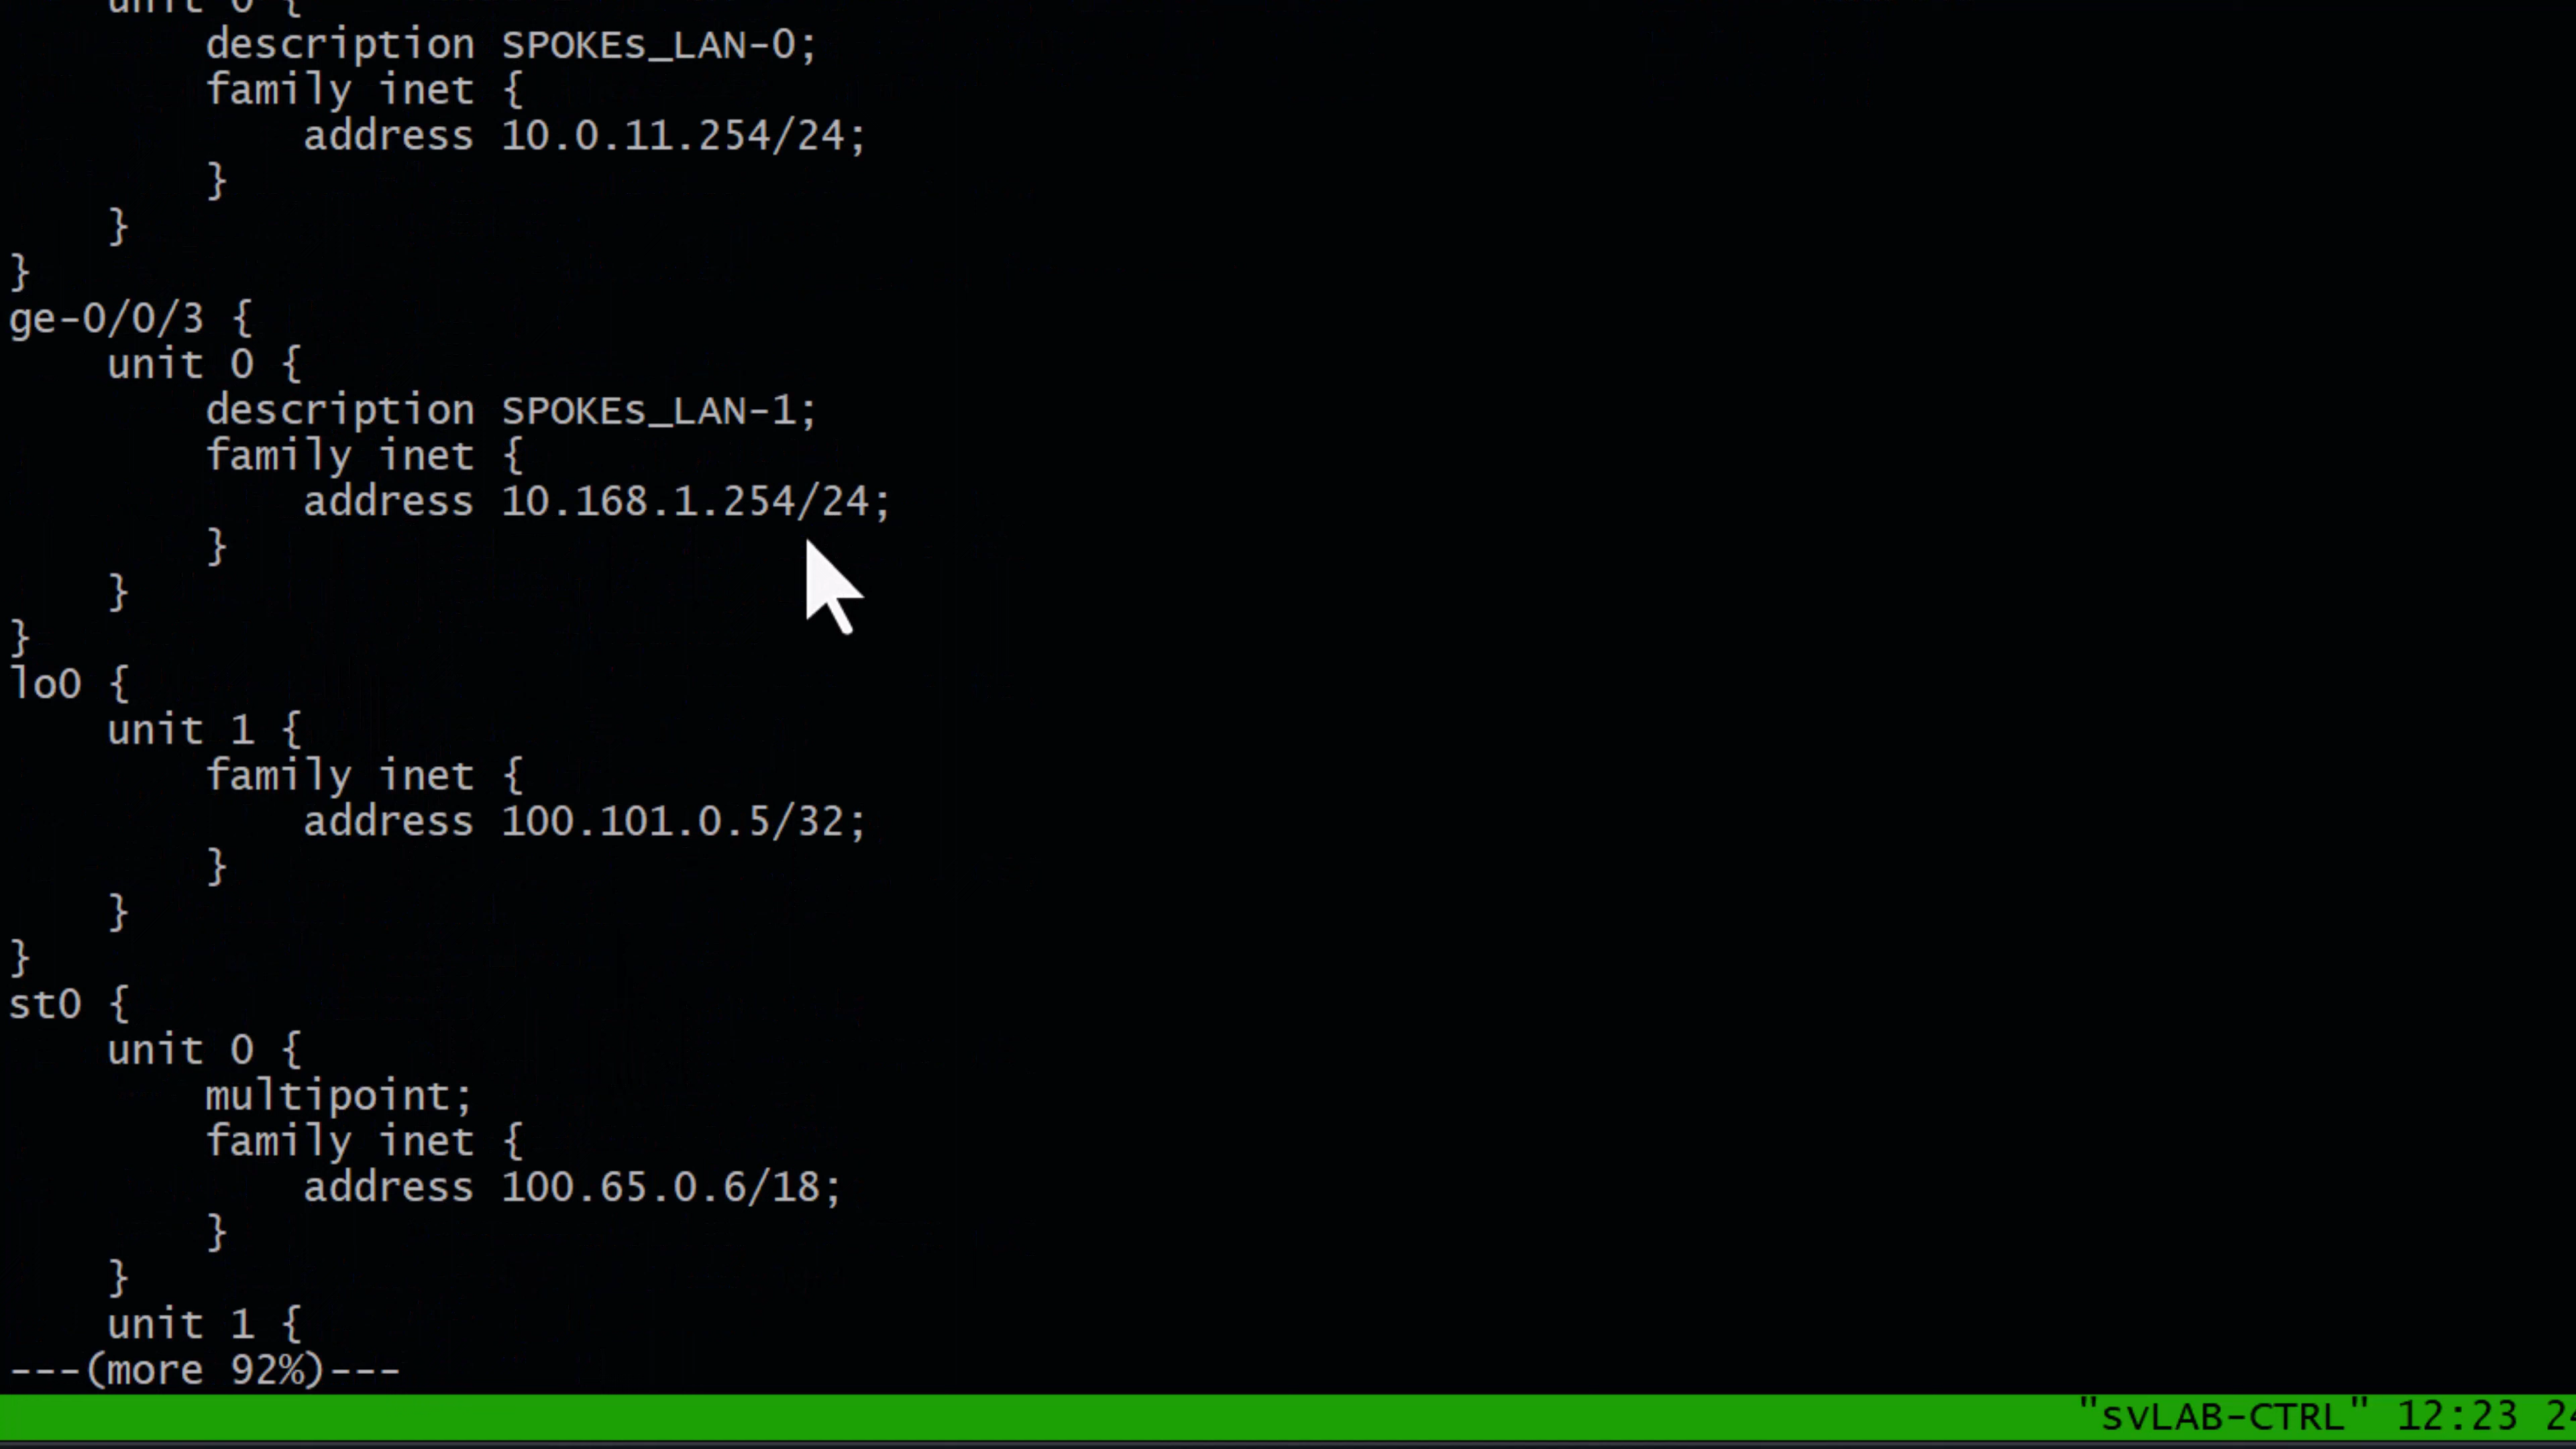 unit 0 {
description SPOKEs_LAN-0;
family inet {
address 10.0.11.254/24;
}
}
}
ge-0/0/3 {
unit 0 {
description SPOKEs_LAN-1;
family inet {
address 10.168.1.254/24;
}
}
}
lo0 {
unit 1 {
family inet {
address 100.101.0.5/32;
}
}
}
st0 {
unit 0 {
multipoint;
family inet {
address 100.65.0.6/18;
}
}
unit 1 {
---(more 92%)---
"svLAB-CTRL" 12:23 24